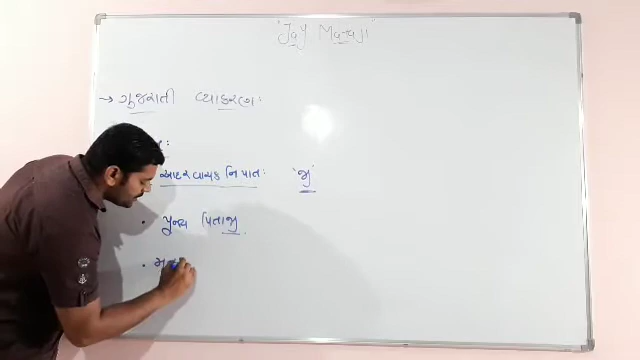 "Jay Mataji"
→ ગુજરાતી વ્યાકરણ:
આદરવાચક નિપાત: 'જી'
• પૂજ્ય પિતાજી.